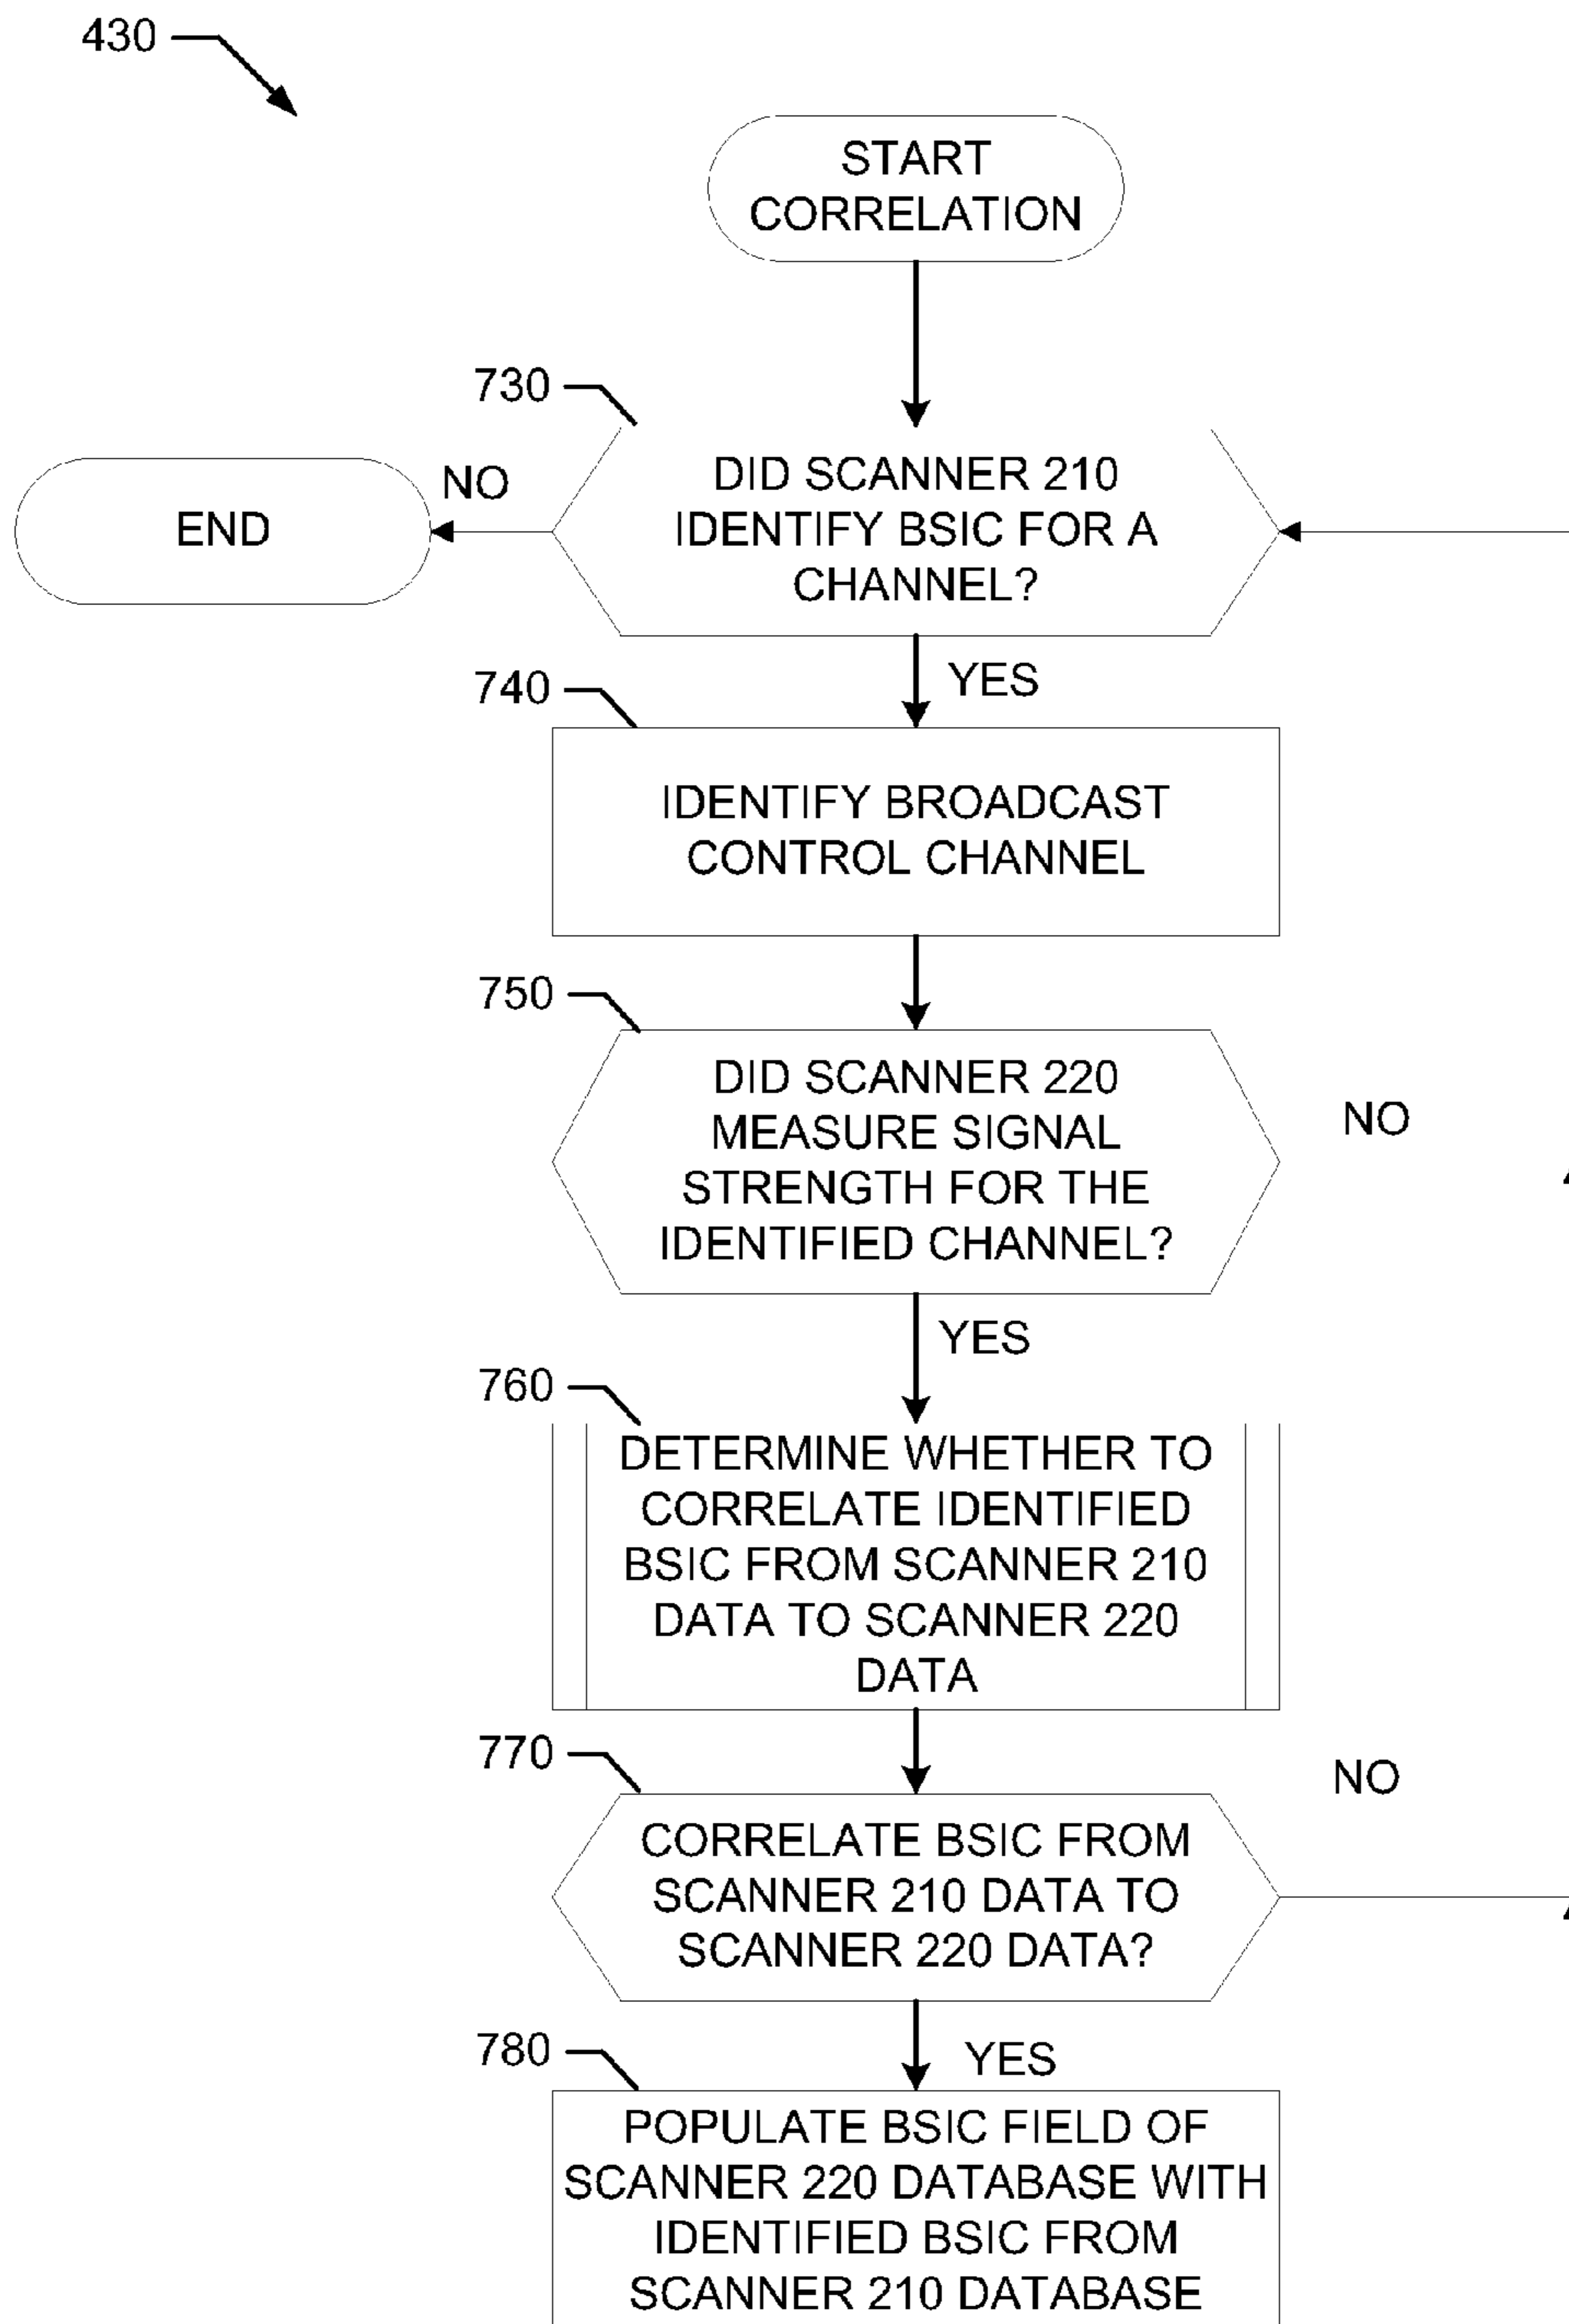 430
START
CORRELATION
730
DID SCANNER 210
IDENTIFY BSIC FOR A
CHANNEL?
NO
END
YES
740
IDENTIFY BROADCAST
CONTROL CHANNEL
750
DID SCANNER 220
MEASURE SIGNAL
STRENGTH FOR THE
IDENTIFIED CHANNEL?
NO
YES
760
DETERMINE WHETHER TO
CORRELATE IDENTIFIED
BSIC FROM SCANNER 210
DATA TO SCANNER 220
DATA
770
CORRELATE BSIC FROM
SCANNER 210 DATA TO
SCANNER 220 DATA?
NO
YES
780
POPULATE BSIC FIELD OF
SCANNER 220 DATABASE WITH
IDENTIFIED BSIC FROM
SCANNER 210 DATABASE